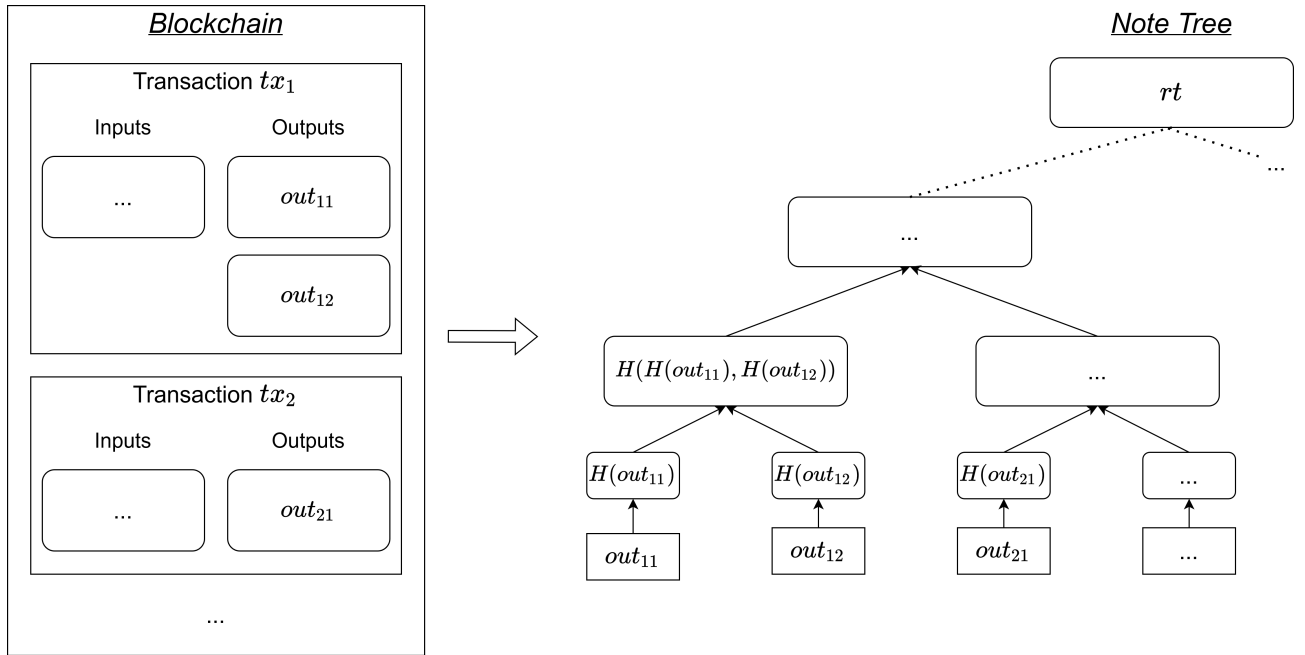 Blockchain
Transaction tx₁
Inputs
Outputs
...
out₁₁
out₁₂
Transaction tx₂
Inputs
Outputs
...
out₂₁
...
Note Tree
rt
...
...
H(H(out₁₁), H(out₁₂))
...
H(out₁₁)
H(out₁₂)
H(out₂₁)
...
out₁₁
out₁₂
out₂₁
...